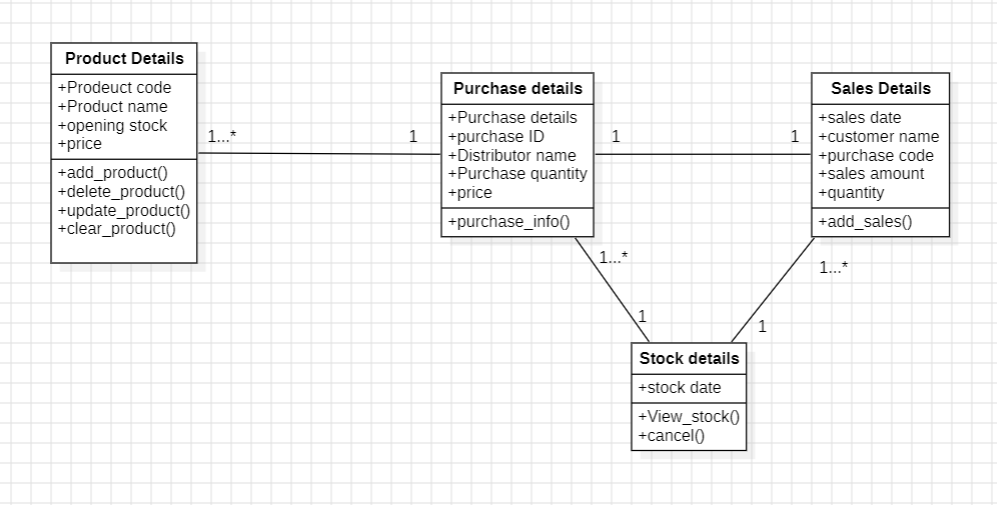 Product Details
+Prodeuct code
+Product name
+opening stock
+price
+add_product()
+delete_product()
+update_product()
+clear_product()
1...*
1
Purchase details
+Purchase details
+purchase ID
+Distributor name
+Purchase quantity
+price
+purchase_info()
1
1
Sales Details
+sales date
+customer name
+purchase code
+sales amount
+quantity
+add_sales()
1...*
1
1...*
1
Stock details
+stock date
+View_stock()
+cancel()